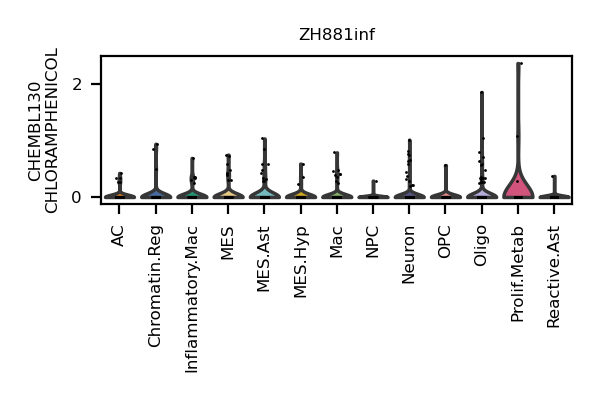 ZH881inf
CHEMBL130
CHLORAMPHENICOL
2
0
AC
Chromatin.Reg
Inflammatory.Mac
MES
MES.Ast
MES.Hyp
Mac
NPC
Neuron
OPC
Oligo
Prolif.Metab
Reactive.Ast